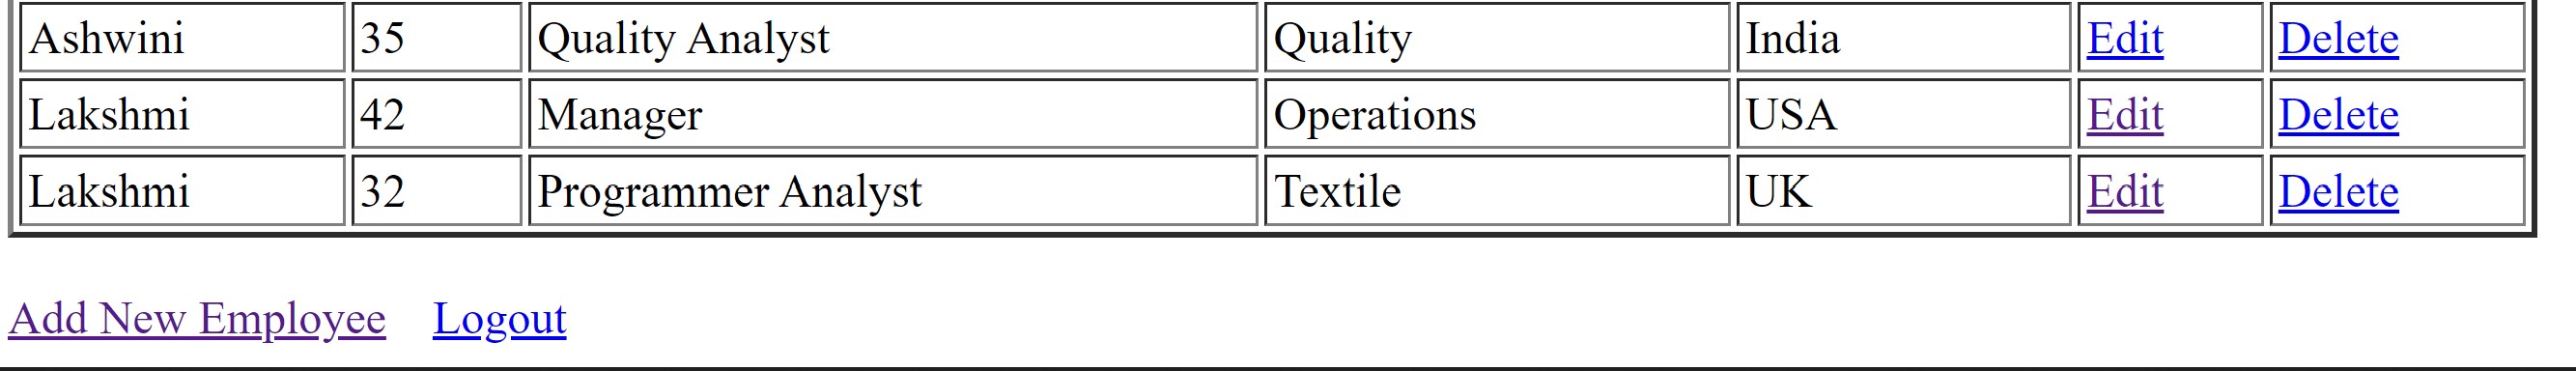 Ashwini 35 Quality Analyst Quality India Edit Delete
Lakshmi 42 Manager Operations USA Edit Delete
Lakshmi 32 Programmer Analyst Textile UK Edit Delete
Add New Employee Logout